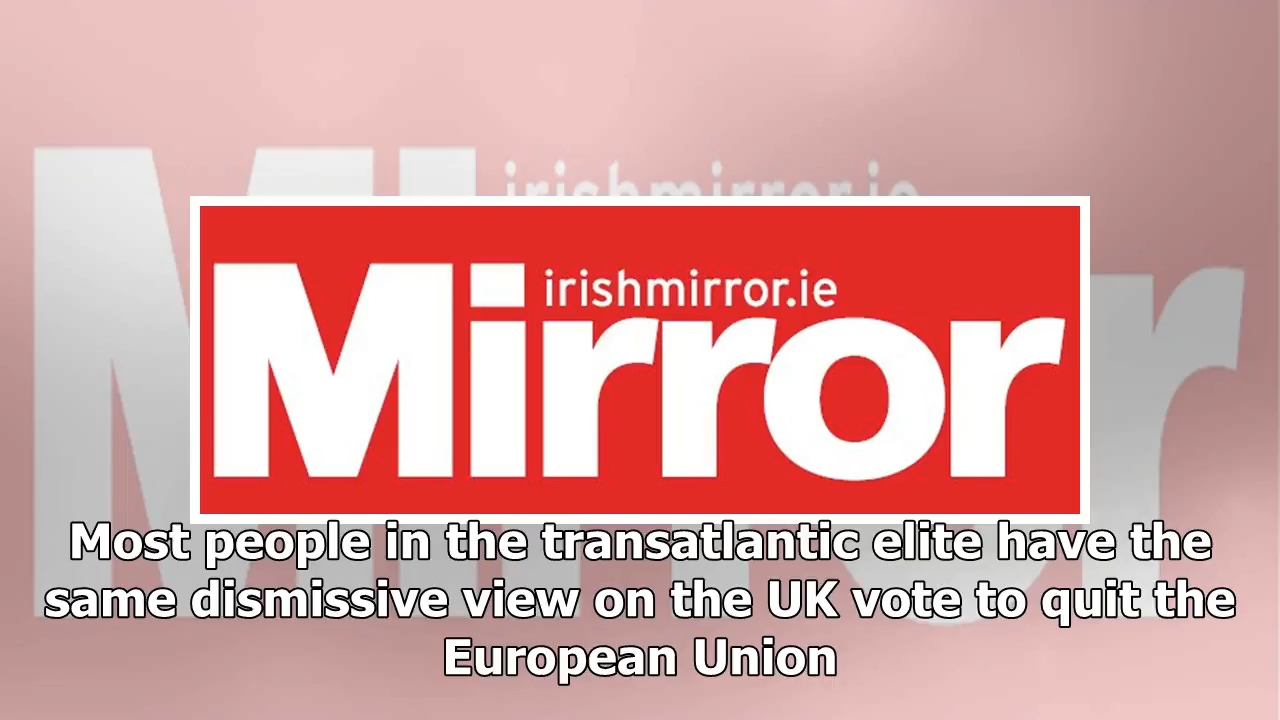 irishmirror.ie
Mirror
Most people in the transatlantic elite have the
same dismissive view on the UK vote to quit the
European Union